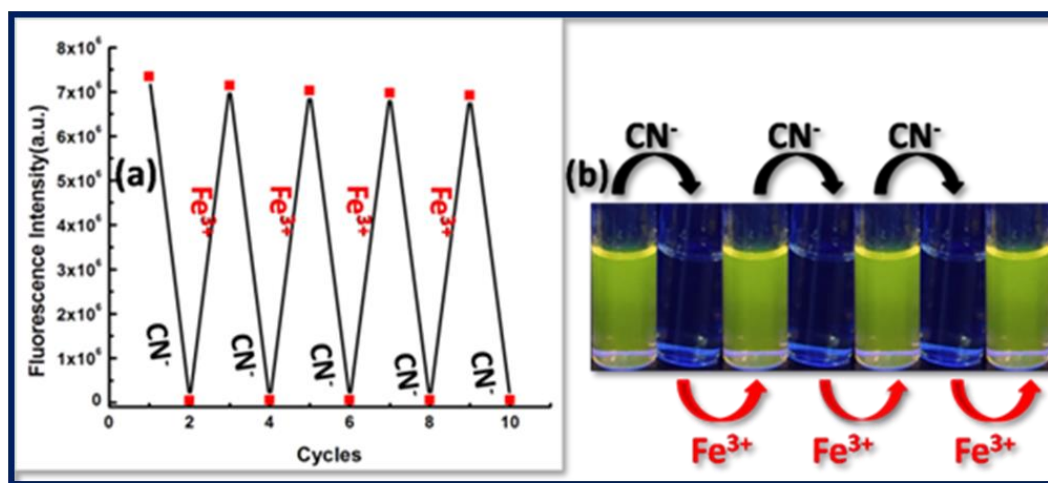 8x10⁶
7x10⁶
6x10⁶
5x10⁶
4x10⁶
3x10⁶
2x10⁶
1x10⁶
0
Fluorescence Intensity(a.u.)
(a)
Fe³⁺ Fe³⁺ Fe³⁺ Fe³⁺
CN⁻ CN⁻ CN⁻ CN⁻ CN⁻
0 2 4 6 8 10
Cycles
(b)
CN⁻ CN⁻ CN⁻
Fe³⁺ Fe³⁺ Fe³⁺